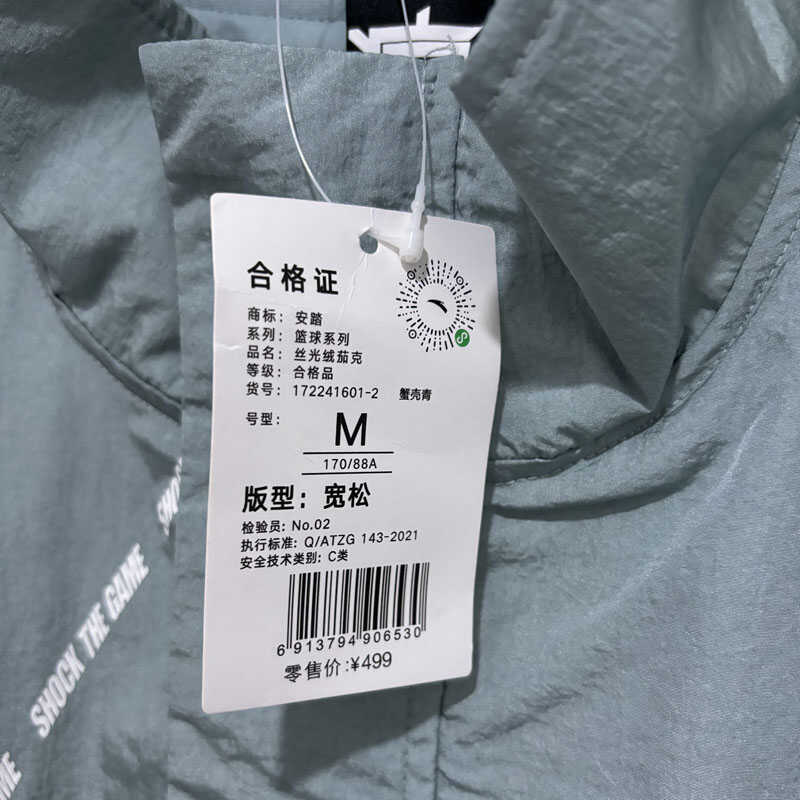 合格证
商标：安踏
系列：篮球系列
品名：丝光绒茄克
等级：合格品
货号：172241601-2 蟹壳青
号型：M
170/88A
版型：宽松
检验员：No.02
执行标准：Q/ATZG 143-2021
安全技术类别：C类
6 913794 906530
零售价:¥499
SHOCK THE GAME